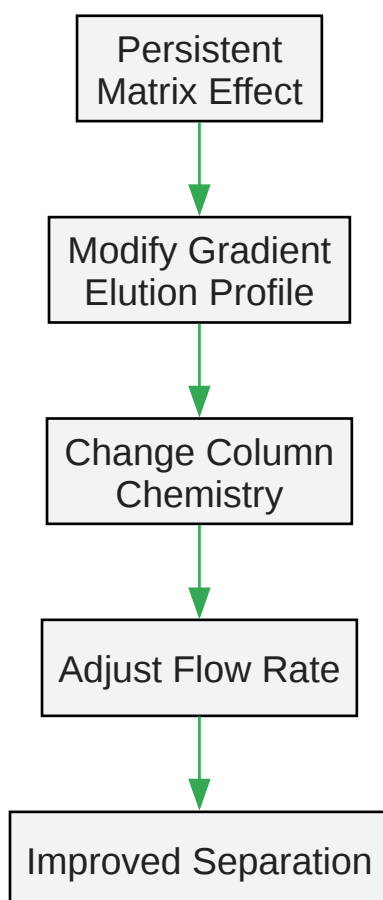 Persistent
Matrix Effect
Modify Gradient
Elution Profile
Change Column
Chemistry
Adjust Flow Rate
Improved Separation